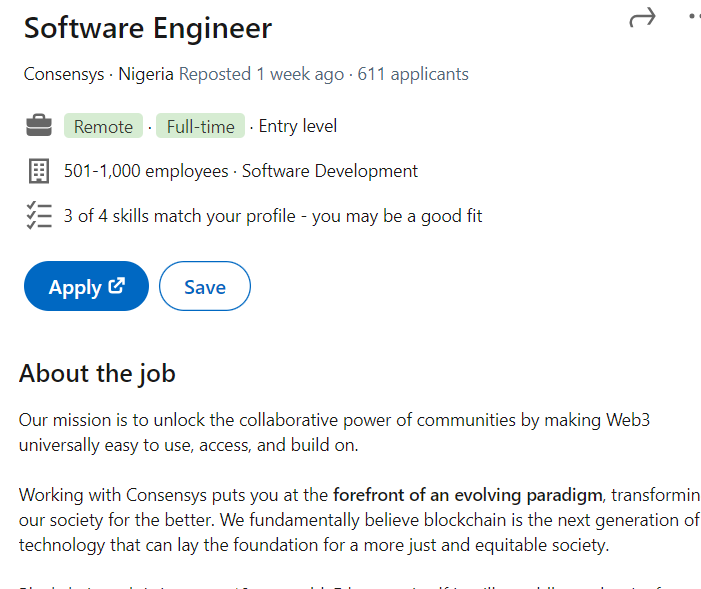 Software Engineer
Consensys · Nigeria Reposted 1 week ago · 611 applicants
Remote · Full-time · Entry level
501-1,000 employees · Software Development
3 of 4 skills match your profile - you may be a good fit
Apply
Save
About the job
Our mission is to unlock the collaborative power of communities by making Web3
universally easy to use, access, and build on.
Working with Consensys puts you at the forefront of an evolving paradigm, transformin
our society for the better. We fundamentally believe blockchain is the next generation of
technology that can lay the foundation for a more just and equitable society.